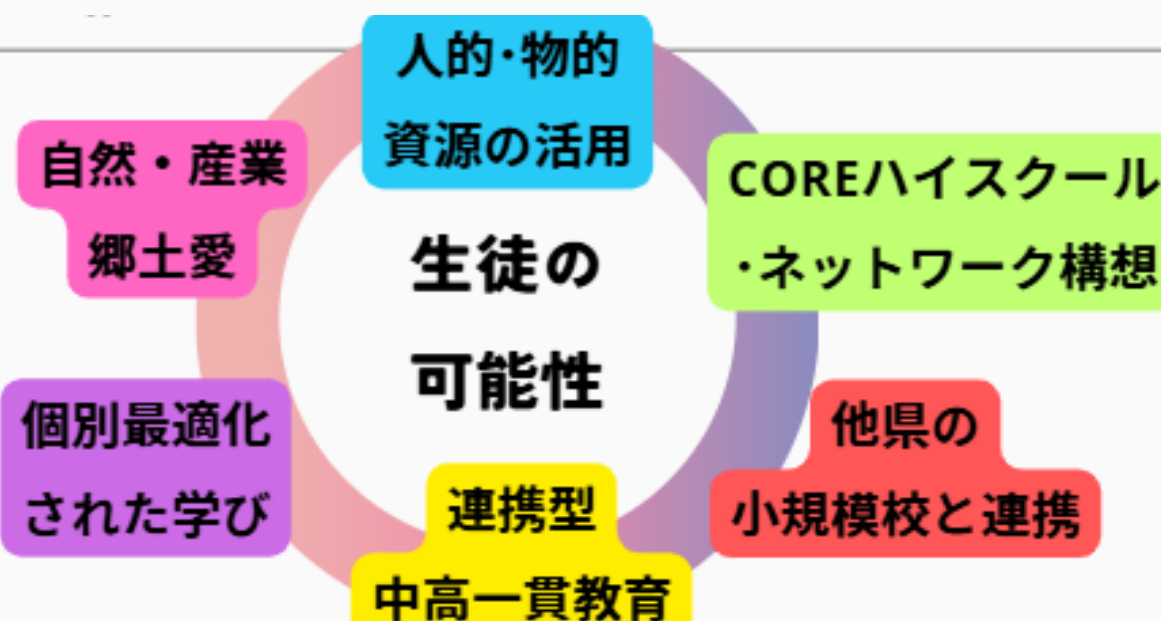 人的·物的
資源の活用
自然・産業
郷土愛
COREハイスクール
·ネットワーク構想
生徒の
可能性
個別最適化
された学び
他県の
小規模校と連携
連携型
中高一貫教育